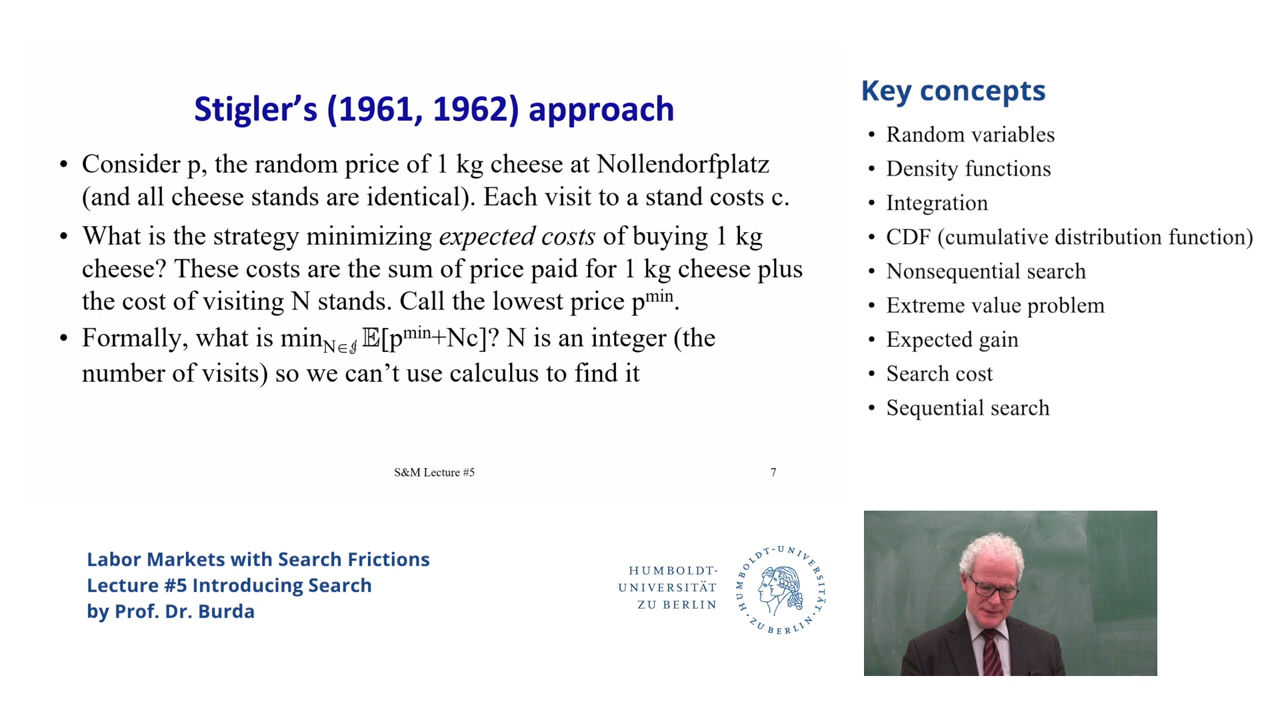 Stigler’s (1961, 1962) approach
• Consider p, the random price of 1 kg cheese at Nollendorfplatz
(and all cheese stands are identical). Each visit to a stand costs c.
• What is the strategy minimizing expected costs of buying 1 kg
cheese? These costs are the sum of price paid for 1 kg cheese plus
the cost of visiting N stands. Call the lowest price pᵐⁱⁿ.
• Formally, what is min_N∈ℐ 𝔼[pᵐⁱⁿ+Nc]? N is an integer (the
number of visits) so we can’t use calculus to find it
S&M Lecture #5
7
Key concepts
• Random variables
• Density functions
• Integration
• CDF (cumulative distribution function)
• Nonsequential search
• Extreme value problem
• Expected gain
• Search cost
• Sequential search
Labor Markets with Search Frictions
Lecture #5 Introducing Search
by Prof. Dr. Burda
HUMBOLDT-
UNIVERSITÄT
ZU BERLIN
HUMBOLDT-UNIVERSITÄT
·ZU BERLIN·